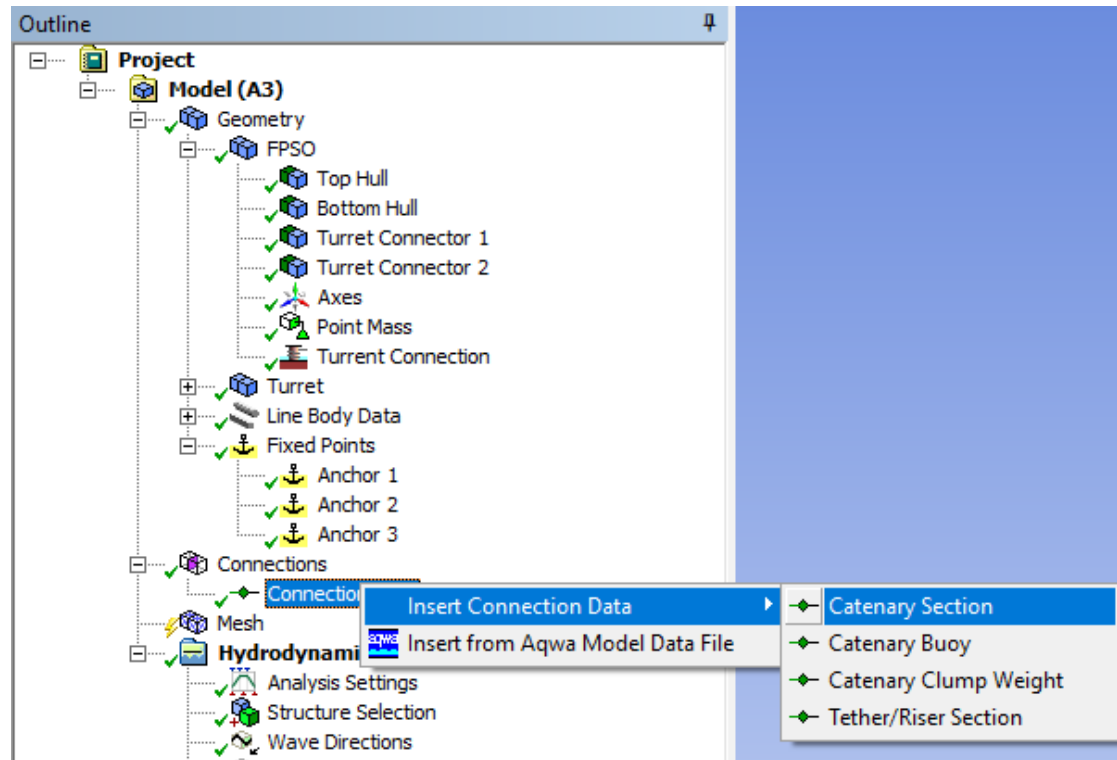 Outline
Project
Model (A3)
Geometry
FPSO
Top Hull
Bottom Hull
Turret Connector 1
Turret Connector 2
Axes
Point Mass
Turrent Connection
Turret
Line Body Data
Fixed Points
Anchor 1
Anchor 2
Anchor 3
Connections
Connection
Insert Connection Data
Catenary Section
Mesh
Insert from Aqwa Model Data File
Catenary Buoy
Hydrodynami
Catenary Clump Weight
Analysis Settings
Tether/Riser Section
Structure Selection
Wave Directions